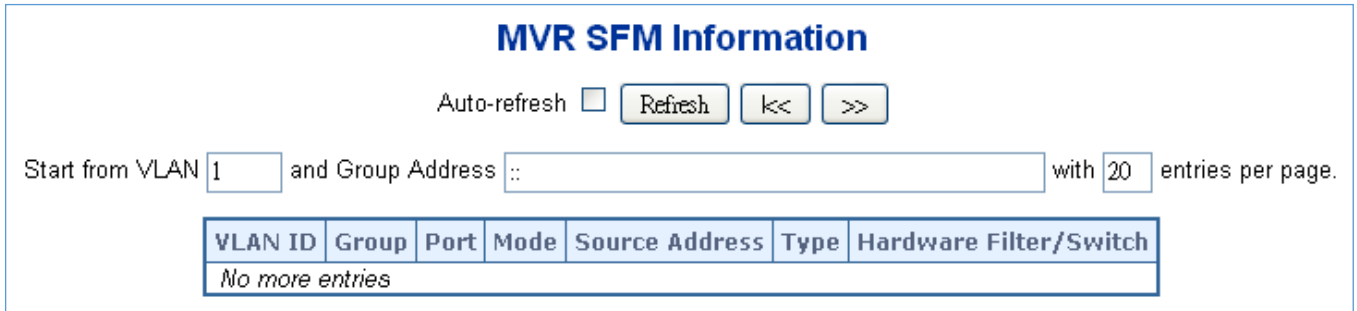 MVR SFM Information
Auto-refresh Refresh |<< >>
Start from VLAN 1 and Group Address :: with 20 entries per page.
VLAN ID Group Port Mode Source Address Type Hardware Filter/Switch
No more entries